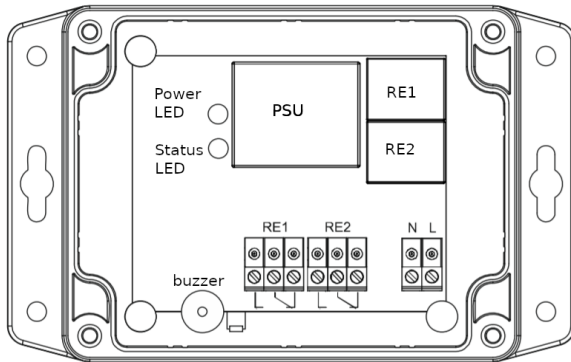 Power
LED
PSU
RE1
Status
LED
RE2
RE1 RE2 N L
buzzer